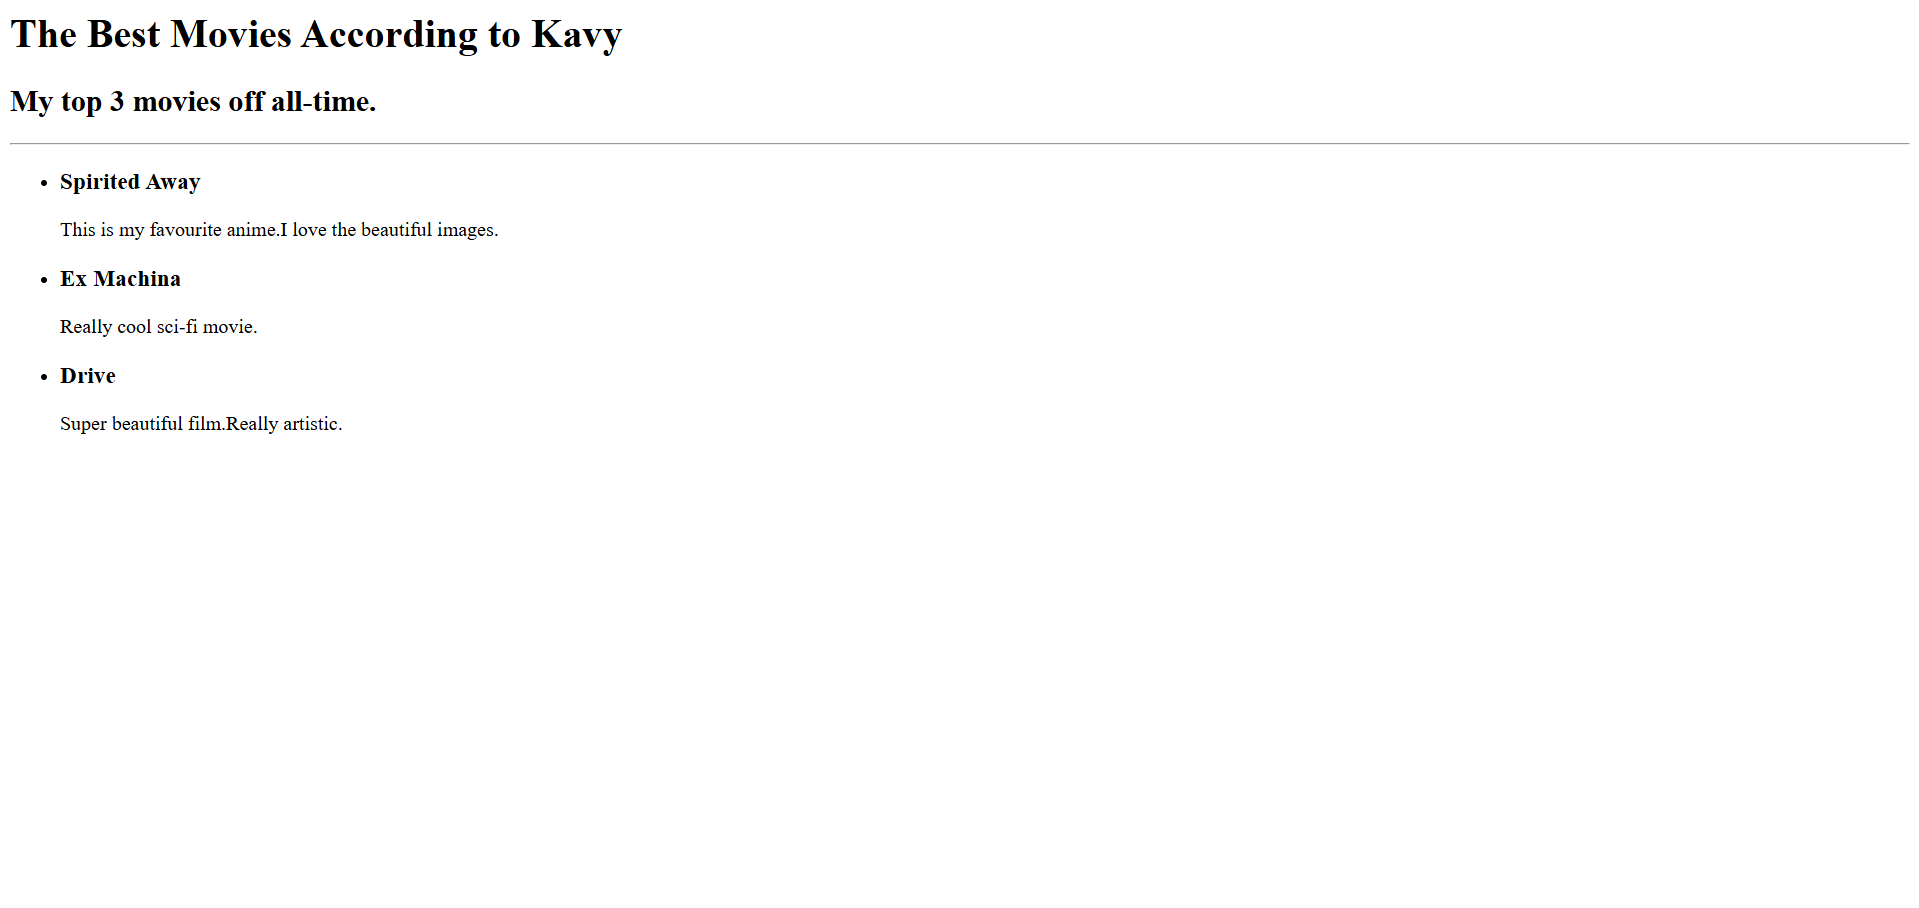 The Best Movies According to Kavy
My top 3 movies off all-time.
Spirited Away
This is my favourite anime.I love the beautiful images.
Ex Machina
Really cool sci-fi movie.
Drive
Super beautiful film.Really artistic.